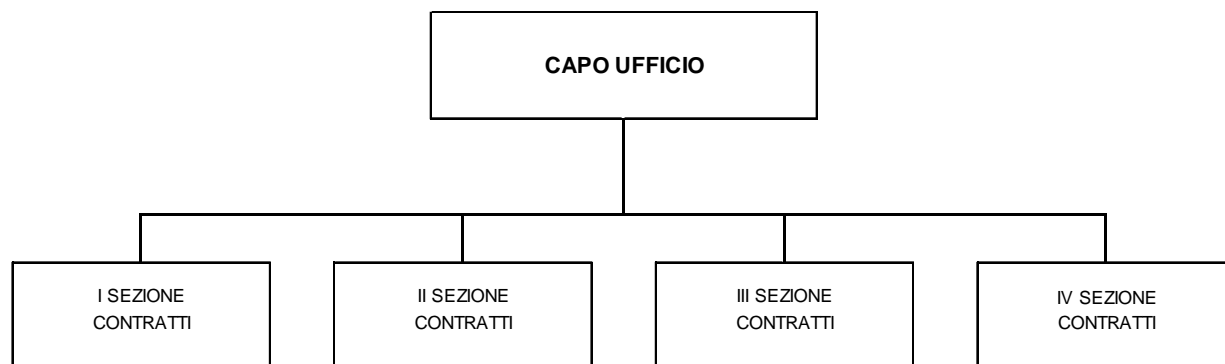 CAPO UFFICIO
I SEZIONE
CONTRATTI
II SEZIONE
CONTRATTI
III SEZIONE
CONTRATTI
IV SEZIONE
CONTRATTI